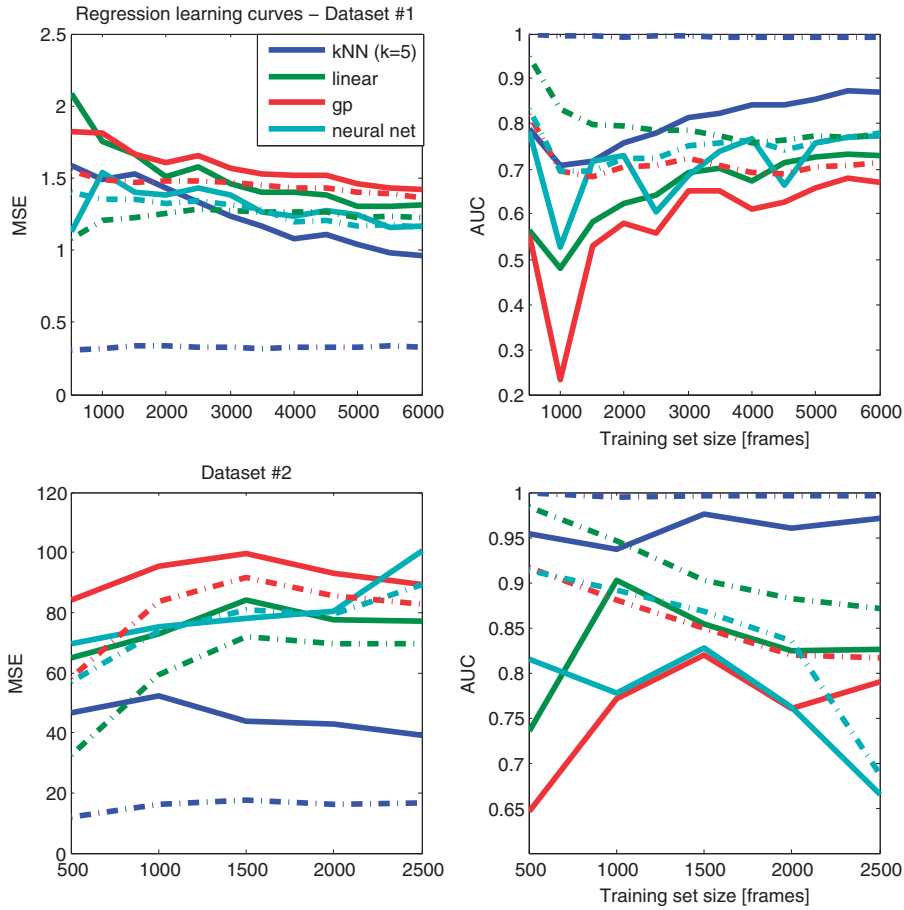 Regression learning curves – Dataset #1
2.5
2
1.5
1
0.5
0
MSE
1000 2000 3000 4000 5000 6000
kNN (k=5)
linear
gp
neural net
1
0.9
0.8
0.7
0.6
0.5
0.4
0.3
0.2
AUC
1000 2000 3000 4000 5000 6000
Training set size [frames]
Dataset #2
120
100
80
60
40
20
0
MSE
500 1000 1500 2000 2500
1
0.95
0.9
0.85
0.8
0.75
0.7
0.65
AUC
500 1000 1500 2000 2500
Training set size [frames]